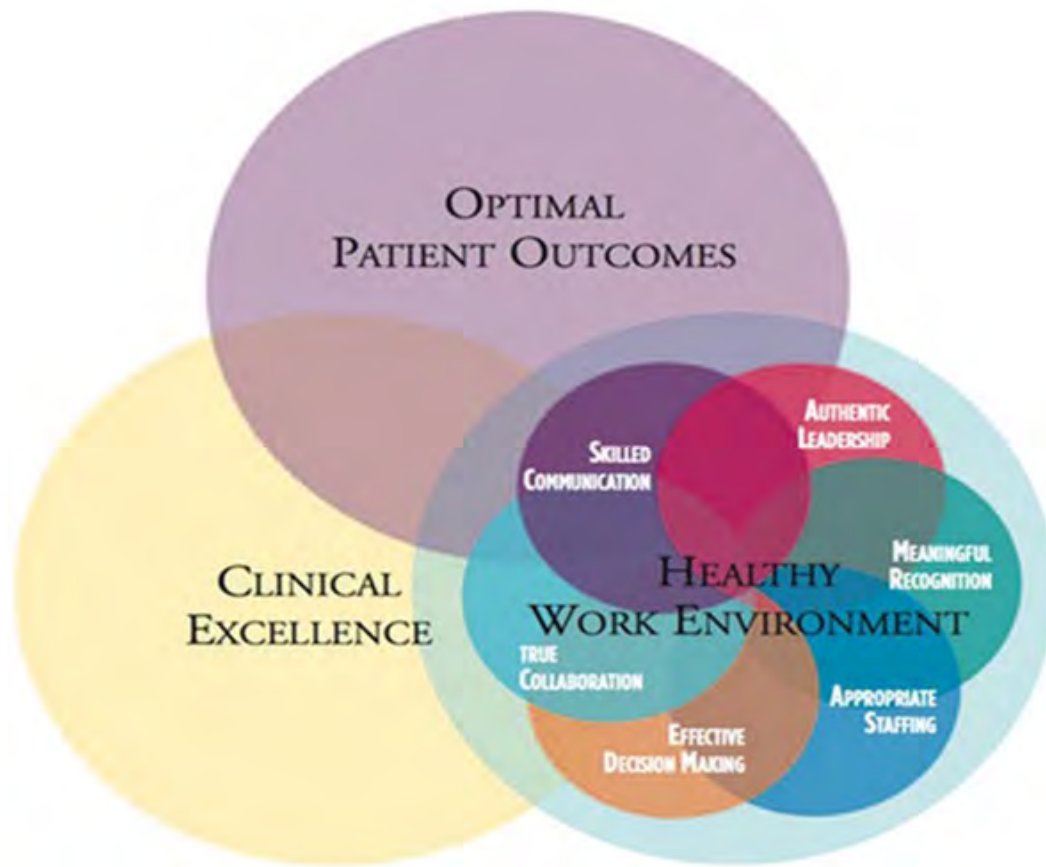 OPTIMAL
PATIENT OUTCOMES
AUTHENTIC
LEADERSHIP
SKILLED
COMMUNICATION
MEANINGFUL
RECOGNITION
HEALTHY
WORK ENVIRONMENT
CLINICAL
EXCELLENCE
TRUE
COLLABORATION
APPROPRIATE
STAFFING
EFFECTIVE
DECISION MAKING